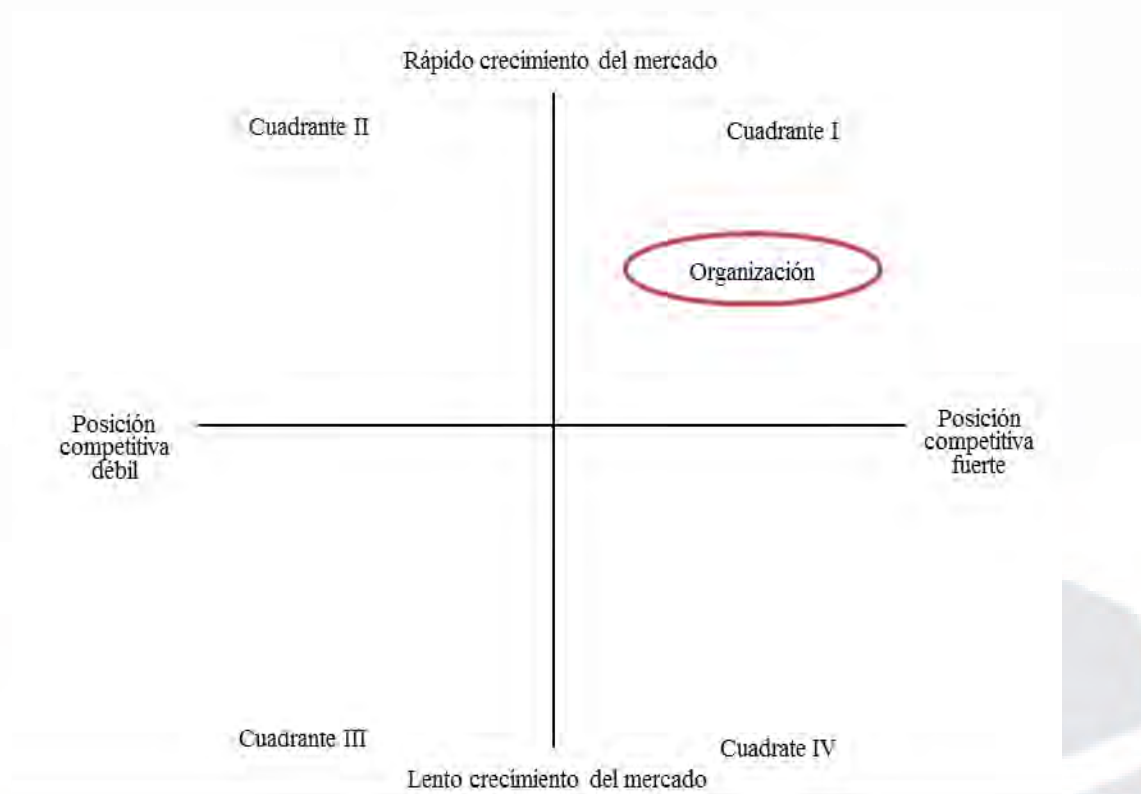 Rápido crecimiento del mercado
Cuadrante II
Cuadrante I
Organización
Posición
competitiva
débil
Posición
competitiva
fuerte
Cuadrante III
Cuadrate IV
Lento crecimiento del mercado